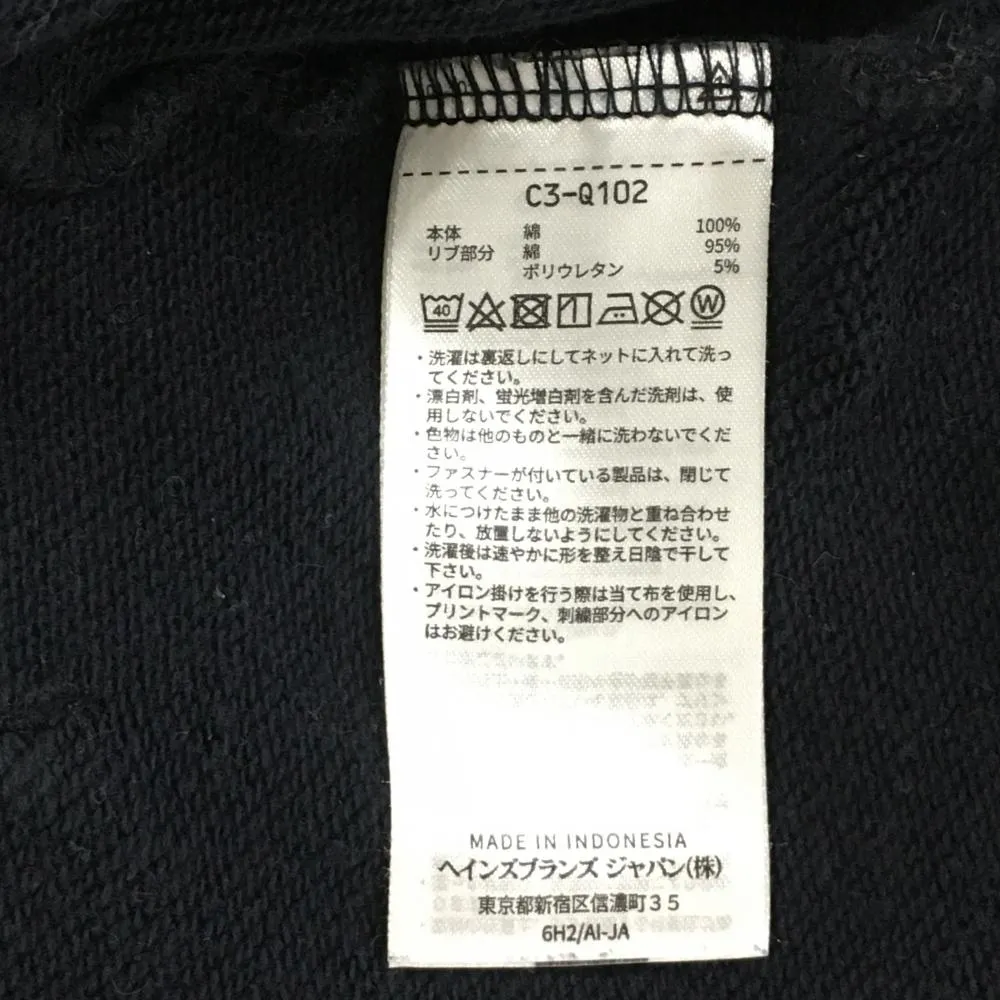 C3-Q102
本体 綿 100%
リブ部分 綿 95%
ポリウレタン 5%
40 W
・洗濯は裏返しにしてネットに入れて洗っ
てください。
・漂白剤、蛍光増白剤を含んだ洗剤は、使
用しないでください。
・色物は他のものと一緒に洗わないでくだ
さい。
・ファスナーが付いている製品は、閉じて
洗ってください。
・水につけたまま他の洗濯物と重ね合わせ
たり、放置しないようにしてください。
・洗濯後は速やかに形を整え日陰で干して
下さい。
・アイロン掛けを行う際は当て布を使用し、
プリントマーク、刺繍部分へのアイロン
はお避けください。
MADE IN INDONESIA
ヘインズブランズ ジャパン(株)
東京都新宿区信濃町35
6H2/AI-JA